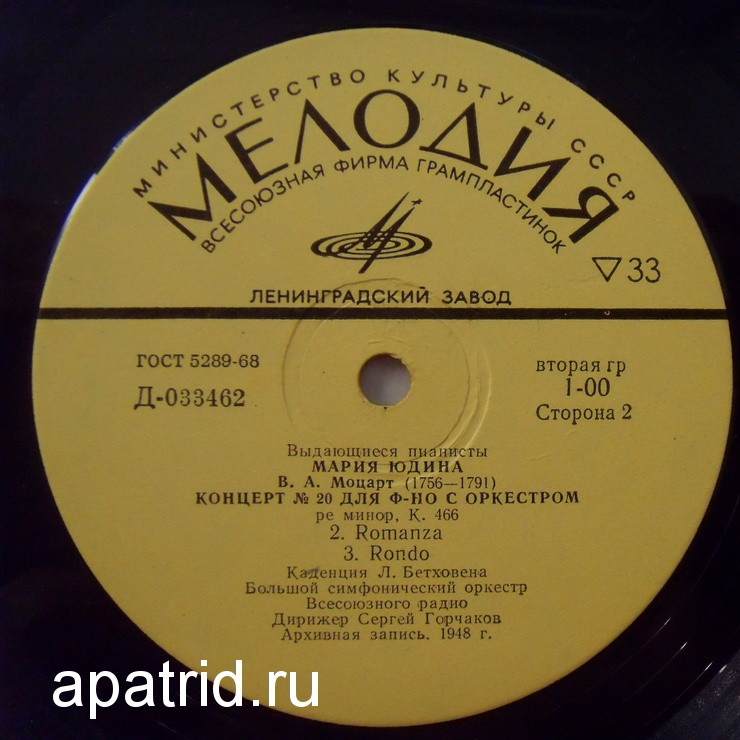 МИНИСТЕРСТВО КУЛЬТУРЫ СССР
МЕЛОДИЯ
ВСЕСОЮЗНАЯ ФИРМА ГРАМПЛАСТИНОК
▽33
ЛЕНИНГРАДСКИЙ ЗАВОД
ГОСТ 5289-68
Д-033462
вторая гр
1-00
Сторона 2
Выдающиеся пианисты
МАРИЯ ЮДИНА
В. А. Моцарт (1756—1791)
КОНЦЕРТ № 20 ДЛЯ Ф-НО С ОРКЕСТРОМ
ре минор, К. 466
2. Romanza
3. Rondo
Каденция Л. Бетховена
Большой симфонический оркестр
Всесоюзного радио
Дирижер Сергей Горчаков
Архивная запись. 1948 г.
apatrid.ru